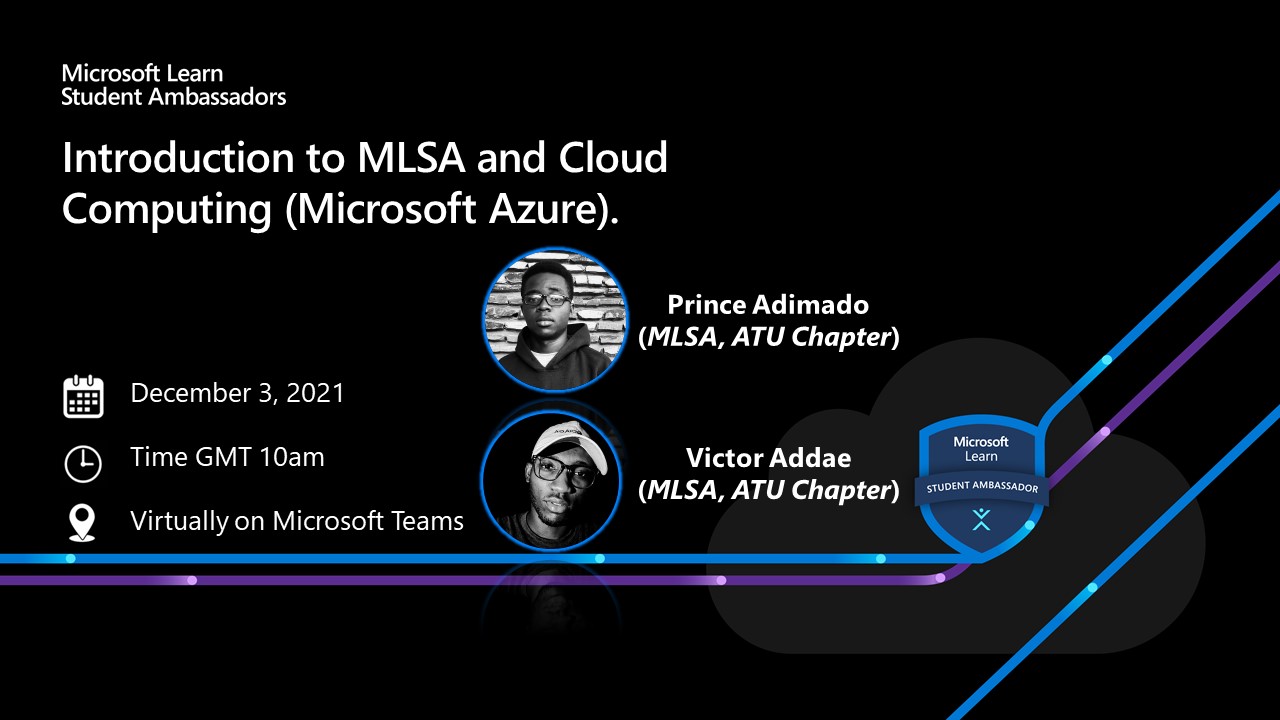 Microsoft Learn
Student Ambassadors
Introduction to MLSA and Cloud
Computing (Microsoft Azure).
Prince Adimado
(MLSA, ATU Chapter)
December 3, 2021
Time GMT 10am
Virtually on Microsoft Teams
Victor Addae
(MLSA, ATU Chapter)
Microsoft
Learn
STUDENT AMBASSADOR